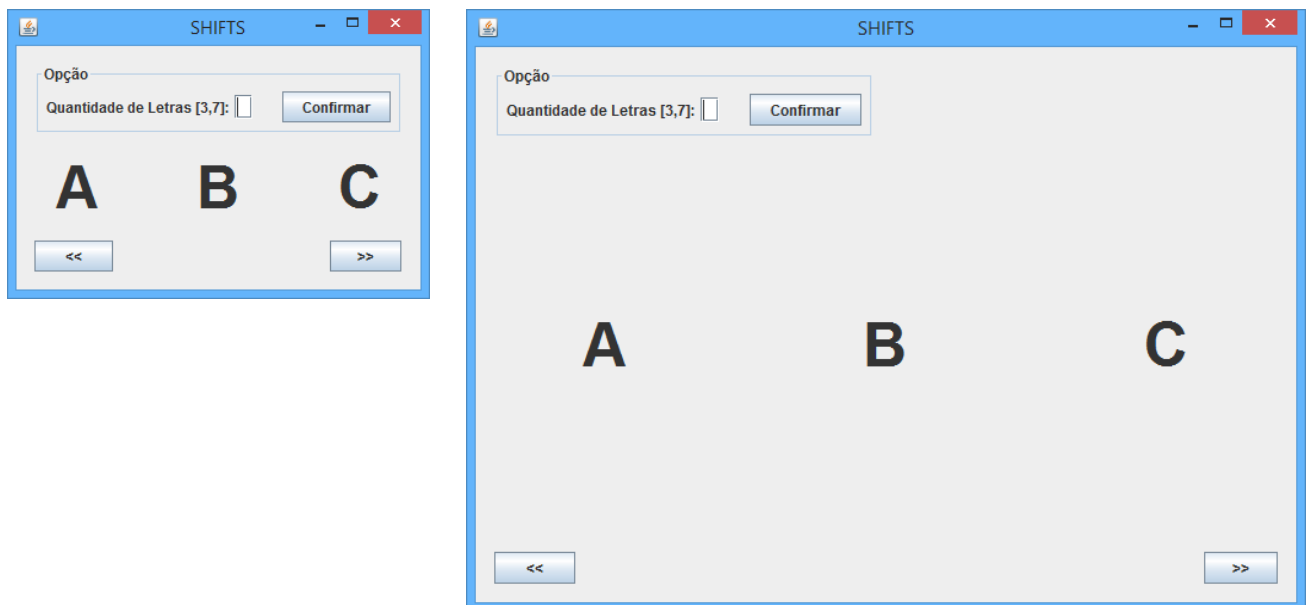 SHIFTS
Opção
Quantidade de Letras [3,7]: Confirmar
A B C
<< >>
SHIFTS
Opção
Quantidade de Letras [3,7]: Confirmar
A B C
<< >>